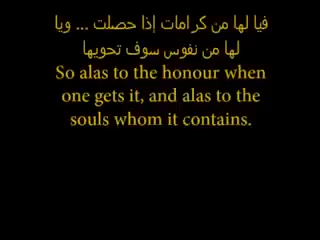 فيا لها من كرامات إذا حصلت ... ويا
لها من نفوس سوف تحويها
So alas to the honour when
one gets it, and alas to the
souls whom it contains.